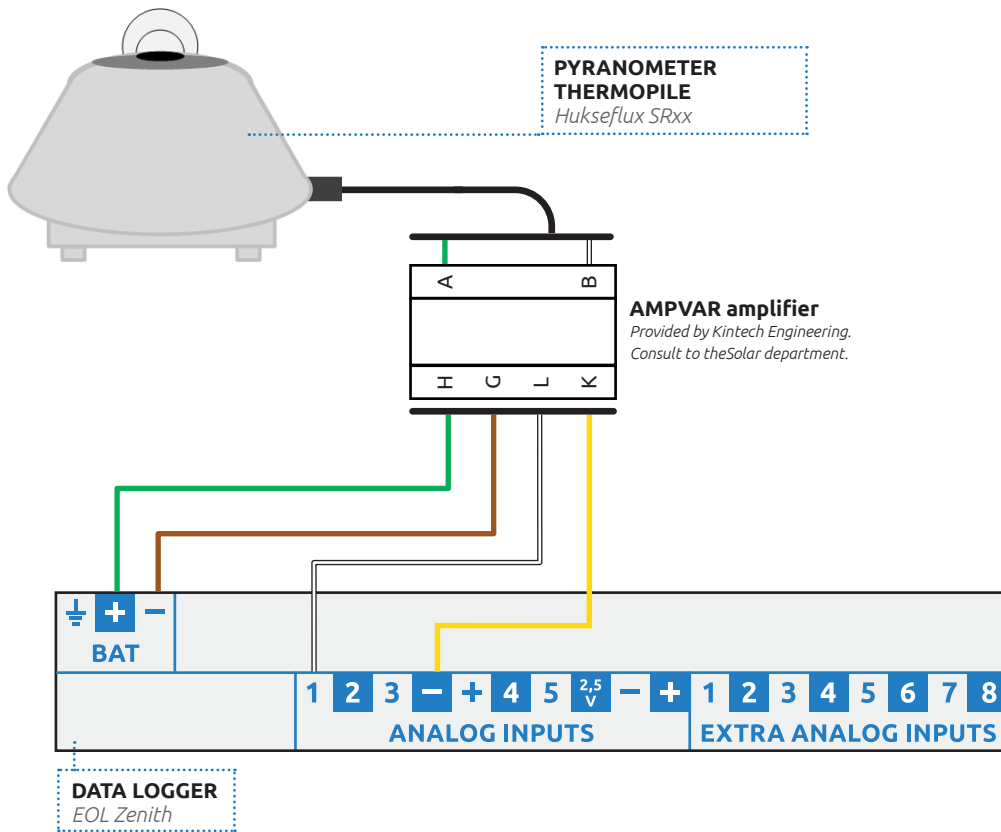 PYRANOMETER
THERMOPILE
Hukseflux SRxx
A B
AMPVAR amplifier
Provided by Kintech Engineering.
Consult to theSolar department.
H G L K
+ −
BAT
1 2 3 − + 4 5 2,5 V − + 1 2 3 4 5 6 7 8
ANALOG INPUTS EXTRA ANALOG INPUTS
DATA LOGGER
EOL Zenith